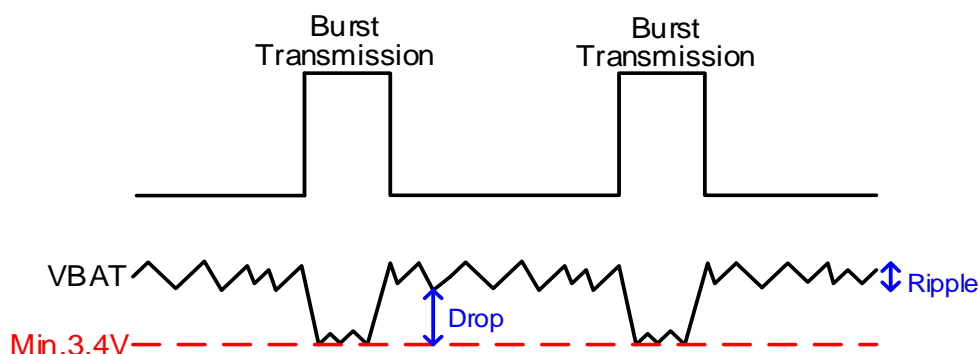 Burst
Transmission
Burst
Transmission
VBAT
Ripple
Drop
Min.3.4V